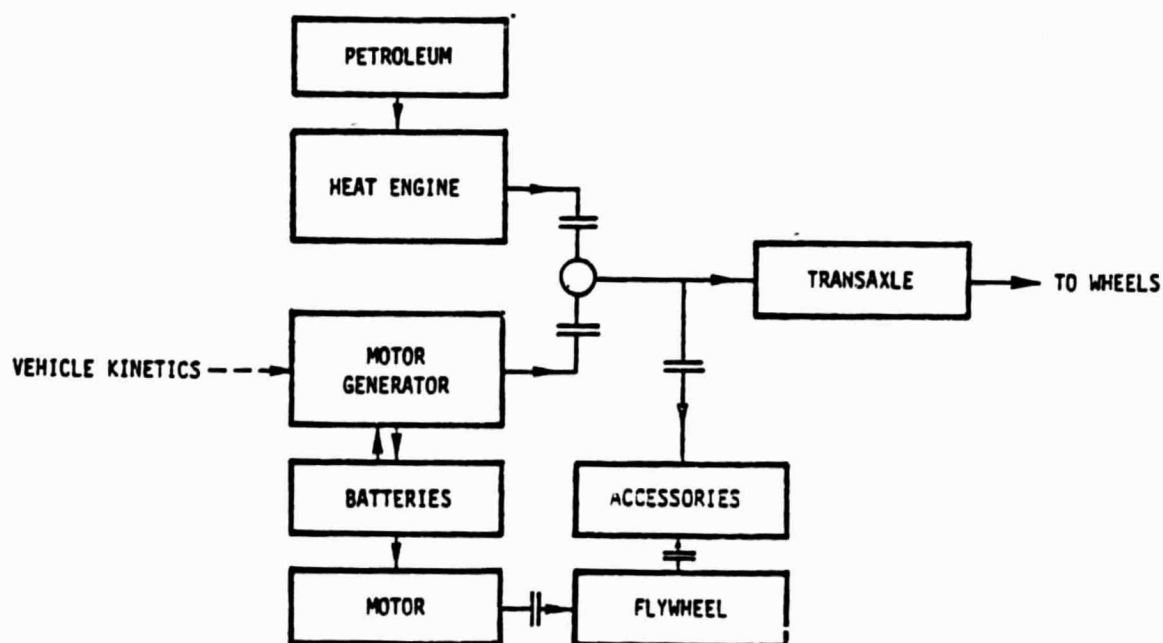 PETROLEUM
HEAT ENGINE
TRANSAXLE
TO WHEELS
VEHICLE KINETICS
MOTOR
GENERATOR
BATTERIES
ACCESSORIES
MOTOR
FLYWHEEL